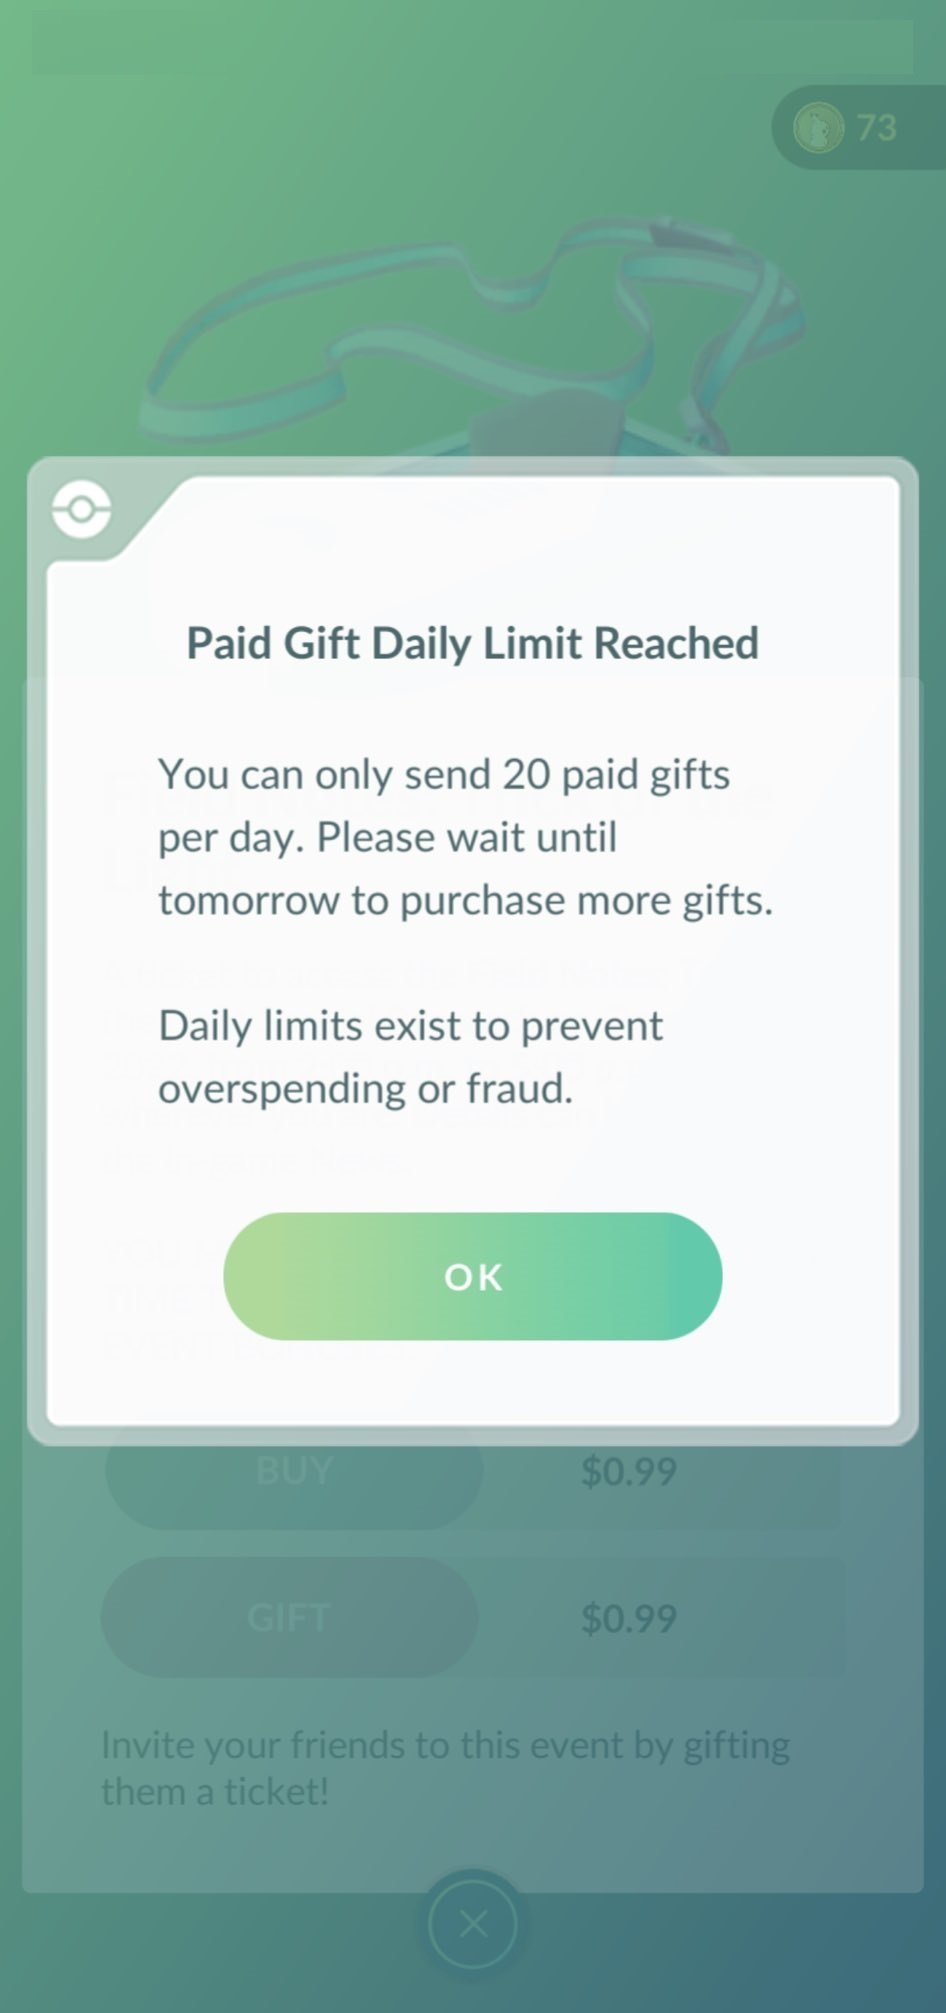 73
Paid Gift Daily Limit Reached
You can only send 20 paid gifts
per day. Please wait until
tomorrow to purchase more gifts.
Daily limits exist to prevent
overspending or fraud.
OK
BUY $0.99
GIFT $0.99
Invite your friends to this event by gifting
them a ticket!